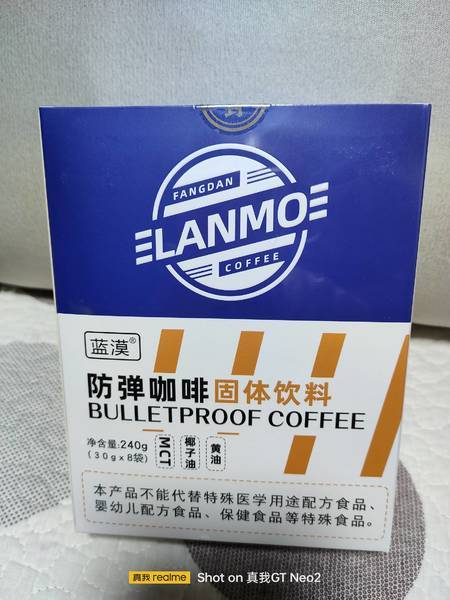 FANGDAN
LANMO
COFFEE
蓝漠®
防弹咖啡固体饮料
BULLETPROOF COFFEE
净含量:240g
(30g×8袋)
MCT
椰子油
黄油
本产品不能代替特殊医学用途配方食品、
婴幼儿配方食品、保健食品等特殊食品。
真我 realme Shot on 真我GT Neo2